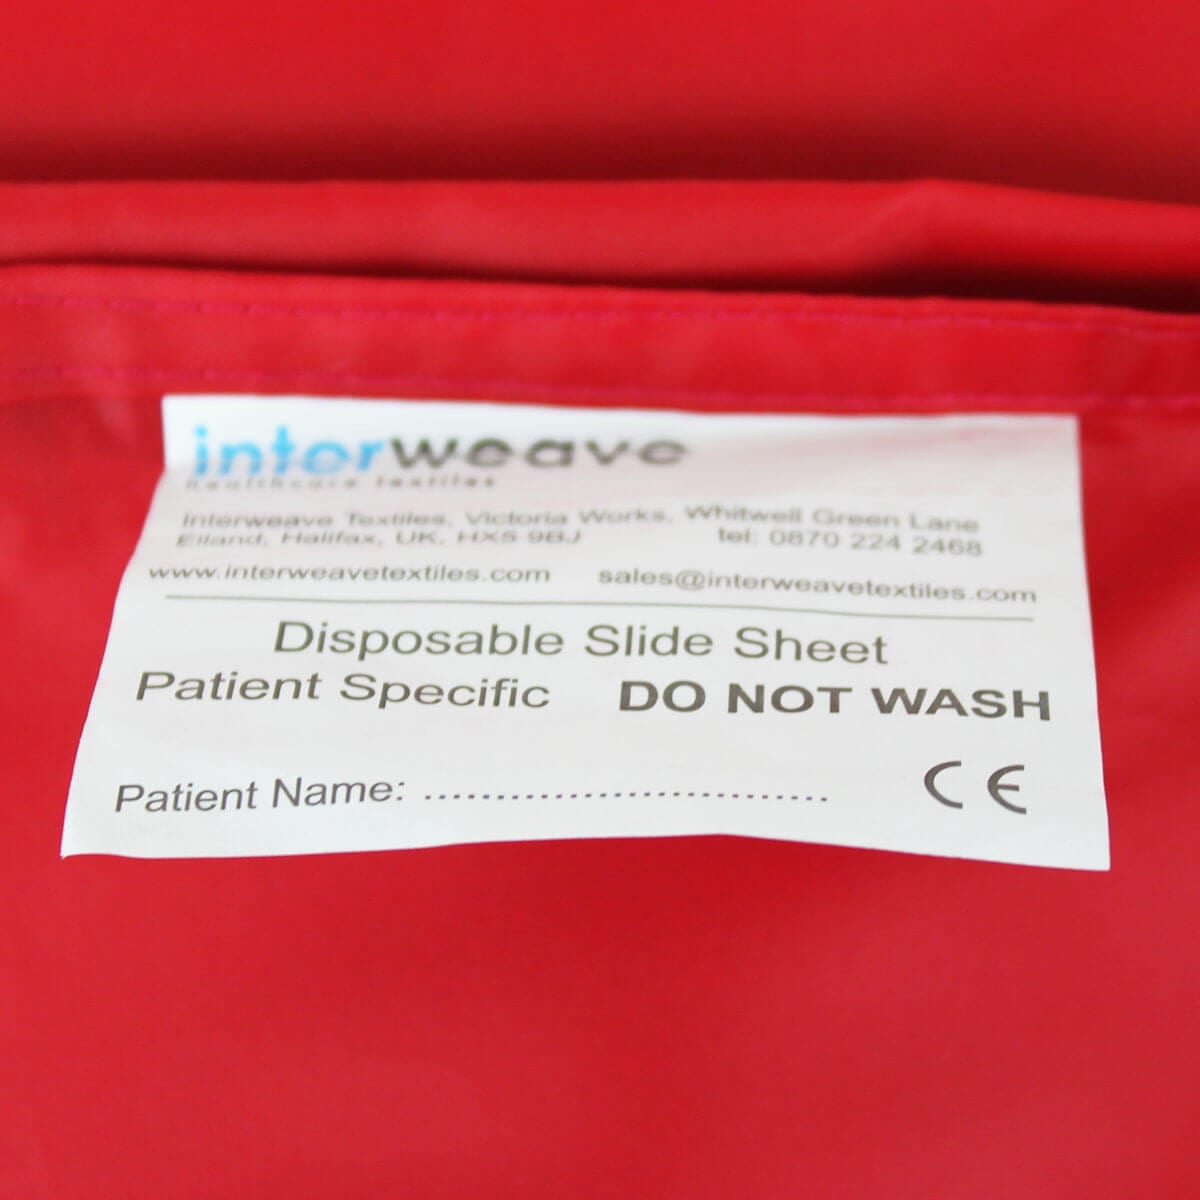 interweave
healthcare textiles
Interweave Textiles, Victoria Works, Whitwell Green Lane
Elland, Halifax, UK, HX5 9BJ tel: 0870 224 2468
www.interweavetextiles.com sales@interweavetextiles.com
Disposable Slide Sheet
Patient Specific DO NOT WASH
Patient Name: ............................... CE